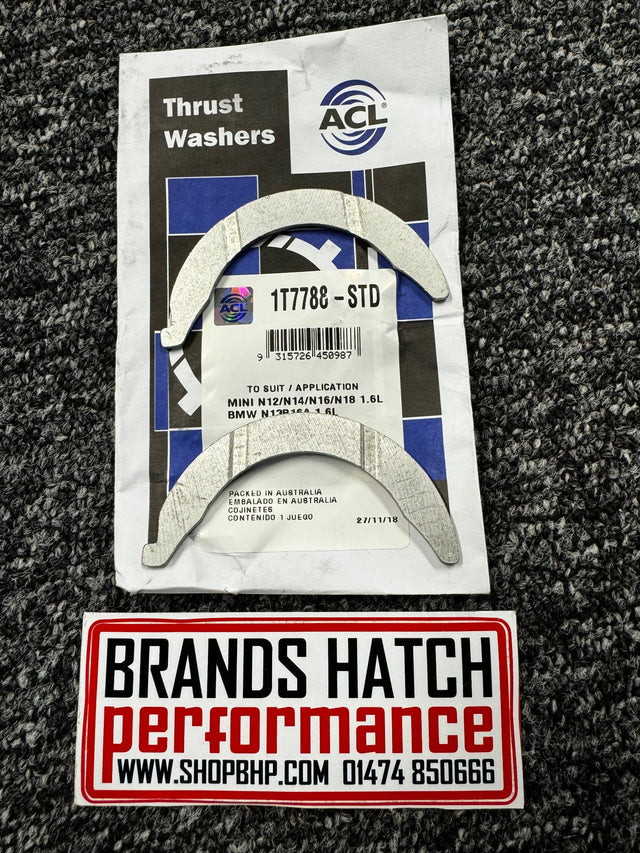 Thrust
Washers
ACL®
ACL
1T7788-STD
9 315726 450987
TO SUIT / APPLICATION
MINI N12/N14/N16/N18 1.6L
BMW N13B16A 1.6L
PACKED IN AUSTRALIA
EMBALADO EN AUSTRALIA
COJINETES
CONTENIDO 1 JUEGO
27/11/18
BRANDS HATCH
performance
WWW.SHOPBHP.COM 01474 850666